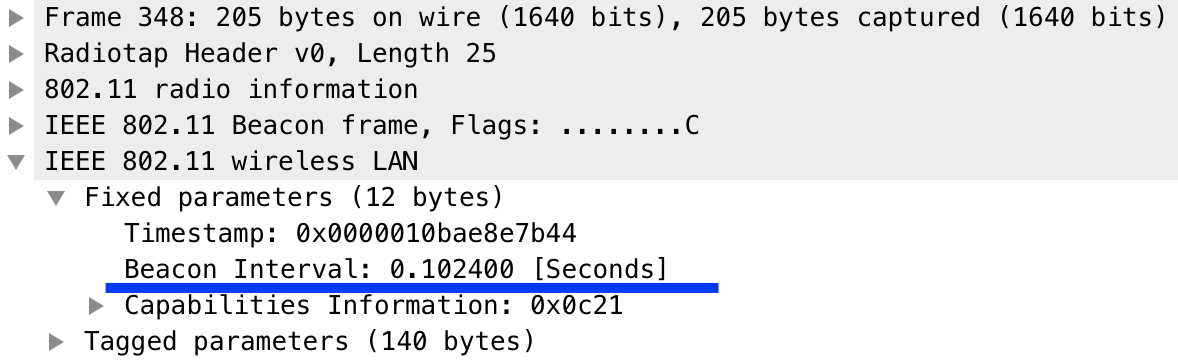 Frame 348: 205 bytes on wire (1640 bits), 205 bytes captured (1640 bits)
Radiotap Header v0, Length 25
802.11 radio information
IEEE 802.11 Beacon frame, Flags: ........C
IEEE 802.11 wireless LAN
Fixed parameters (12 bytes)
Timestamp: 0x0000010bae8e7b44
Beacon Interval: 0.102400 [Seconds]
Capabilities Information: 0x0c21
Tagged parameters (140 bytes)